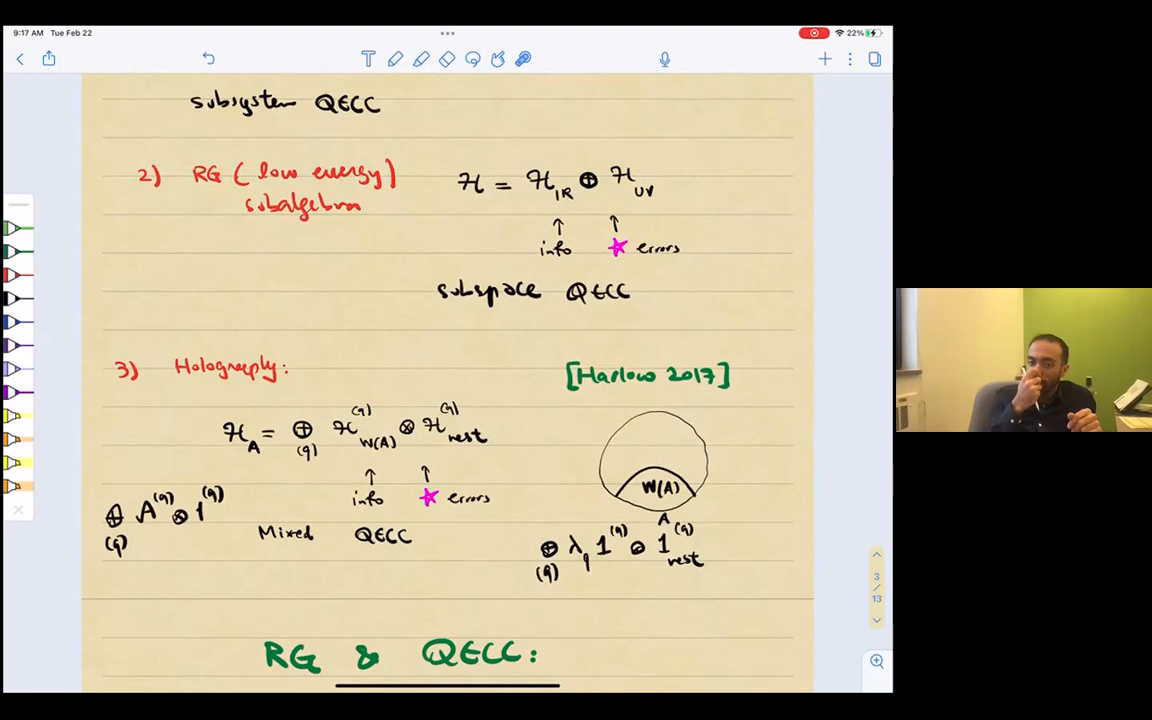 9:17 AM Tue Feb 22
22%
subsystem QECC
2) RG (low energy) subalgebra
H = H_IR ⊕ H_UV
↑ info ↑ ★ errors
subspace QECC
3) Holography:
[Harlow 2017]
H_A = ⊕_(q) H^(q)_W(A) ⊗ H^(q)_rest
W(A)
A
↑ info ↑ ★ errors
⊕_(q) A^(q) ⊗ 1^(q)
Mixed QECC
⊕_(q) λ_q 1^(q) ⊗ 1^(q)_rest
3 / 13
RG & QECC: